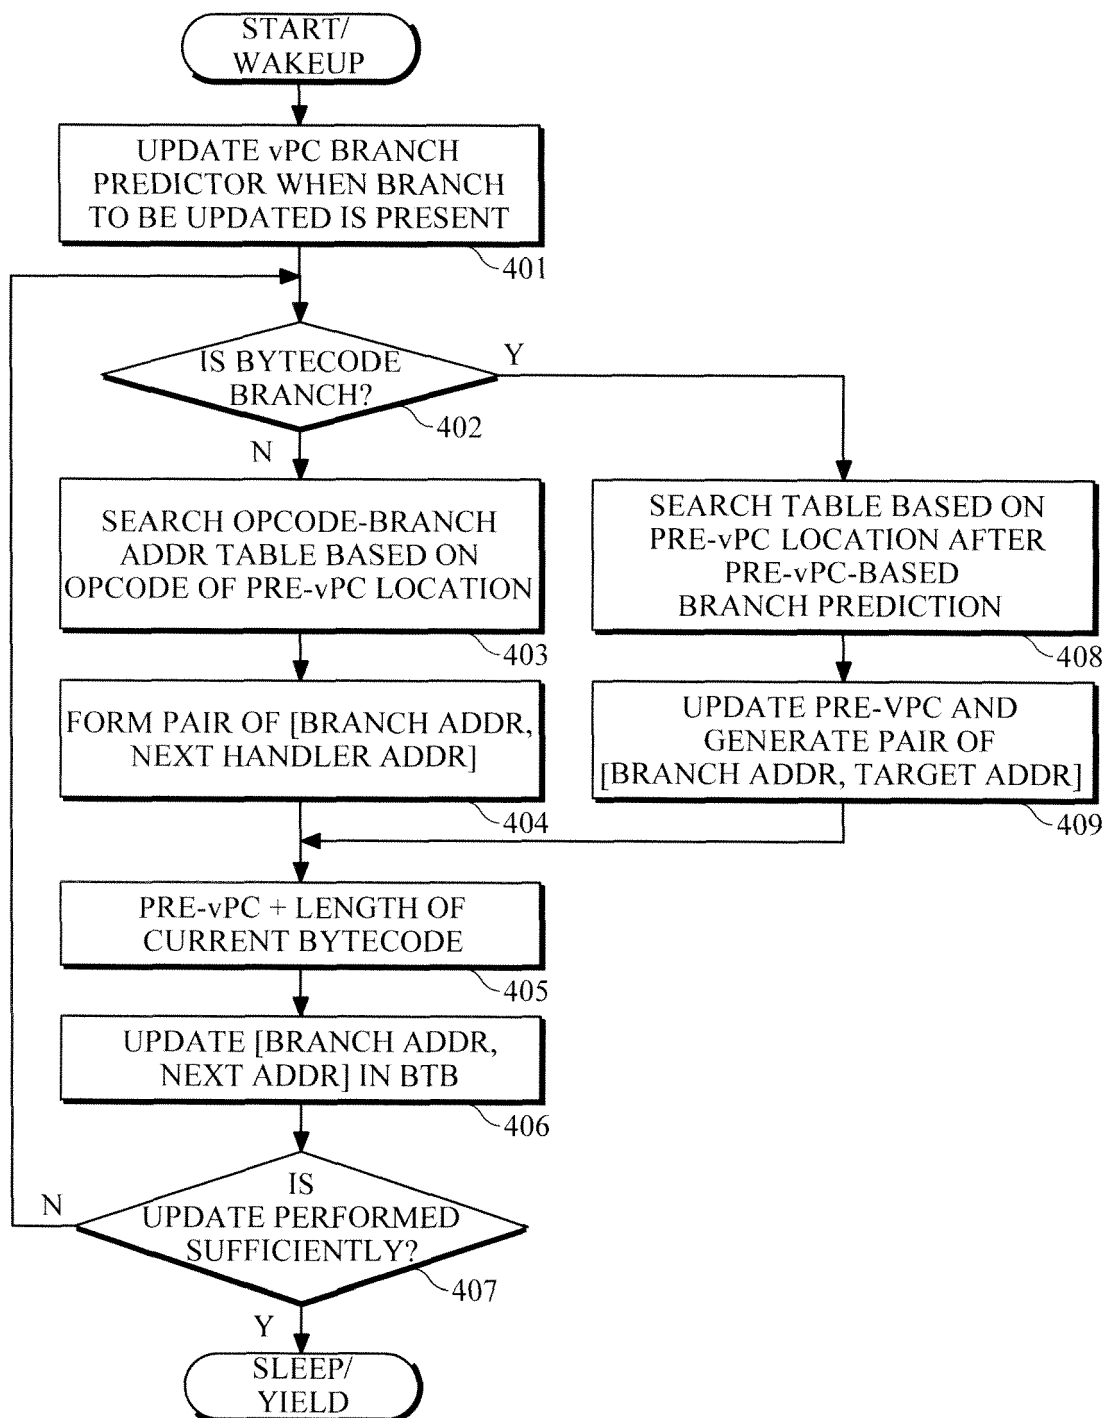 START/
WAKEUP
UPDATE vPC BRANCH
PREDICTOR WHEN BRANCH
TO BE UPDATED IS PRESENT
401
IS BYTECODE
BRANCH?
Y
402
N
SEARCH OPCODE-BRANCH
ADDR TABLE BASED ON
OPCODE OF PRE-vPC LOCATION
403
SEARCH TABLE BASED ON
PRE-vPC LOCATION AFTER
PRE-vPC-BASED
BRANCH PREDICTION
408
FORM PAIR OF [BRANCH ADDR,
NEXT HANDLER ADDR]
404
UPDATE PRE-VPC AND
GENERATE PAIR OF
[BRANCH ADDR, TARGET ADDR]
409
PRE-vPC + LENGTH OF
CURRENT BYTECODE
405
UPDATE [BRANCH ADDR,
NEXT ADDR] IN BTB
406
IS
UPDATE PERFORMED
SUFFICIENTLY?
N
407
Y
SLEEP/
YIELD